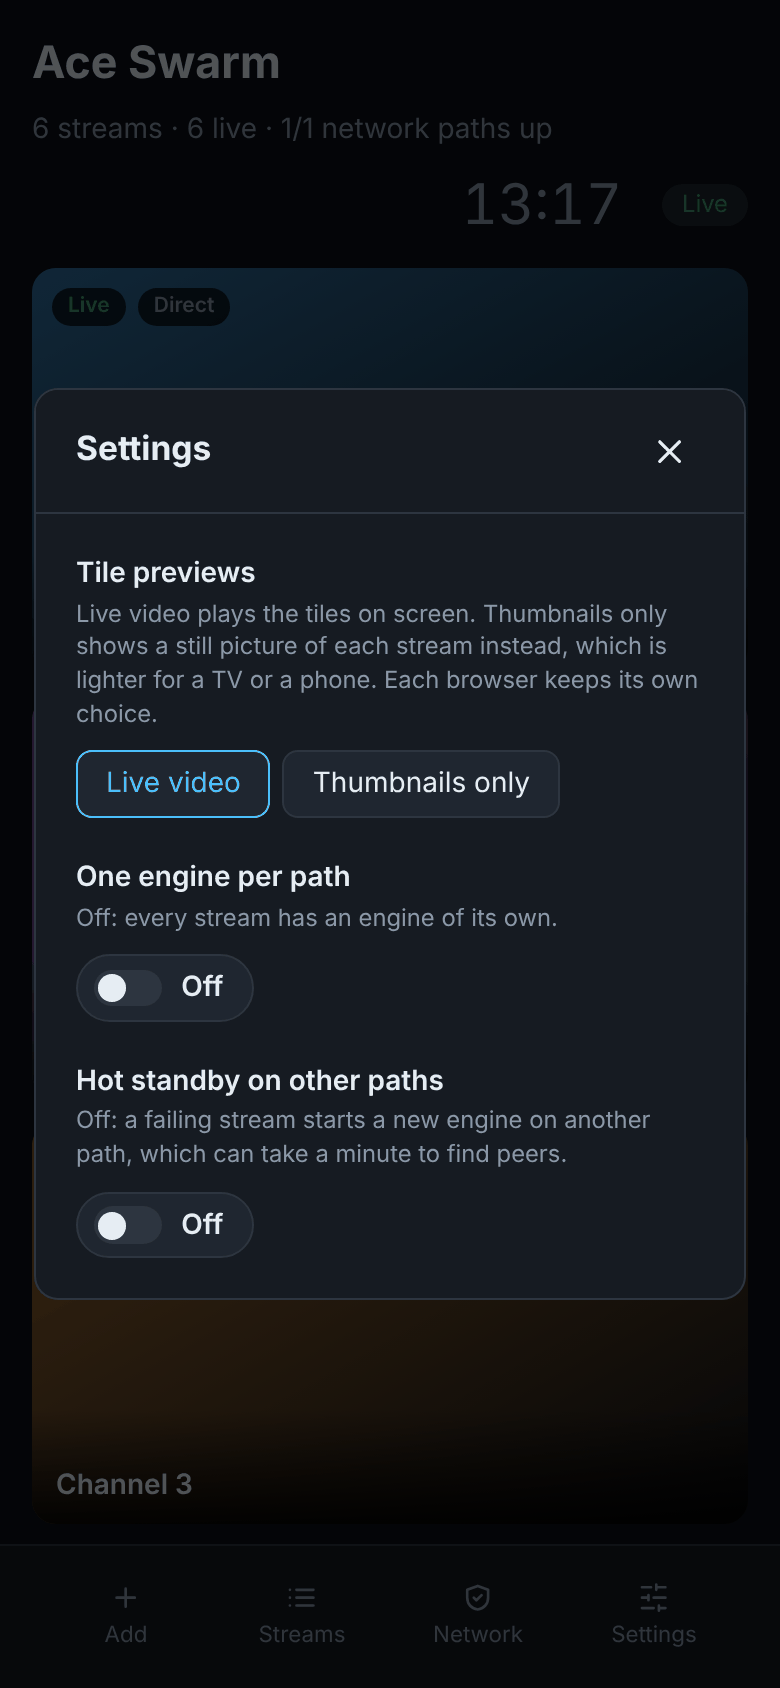 Ace Swarm
6 streams · 6 live · 1/1 network paths up
13:17
Live
Live
Direct
Settings
Tile previews
Live video plays the tiles on screen. Thumbnails only
shows a still picture of each stream instead, which is
lighter for a TV or a phone. Each browser keeps its own
choice.
Live video
Thumbnails only
One engine per path
Off: every stream has an engine of its own.
Off
Hot standby on other paths
Off: a failing stream starts a new engine on another
path, which can take a minute to find peers.
Off
Channel 3
Add
Streams
Network
Settings